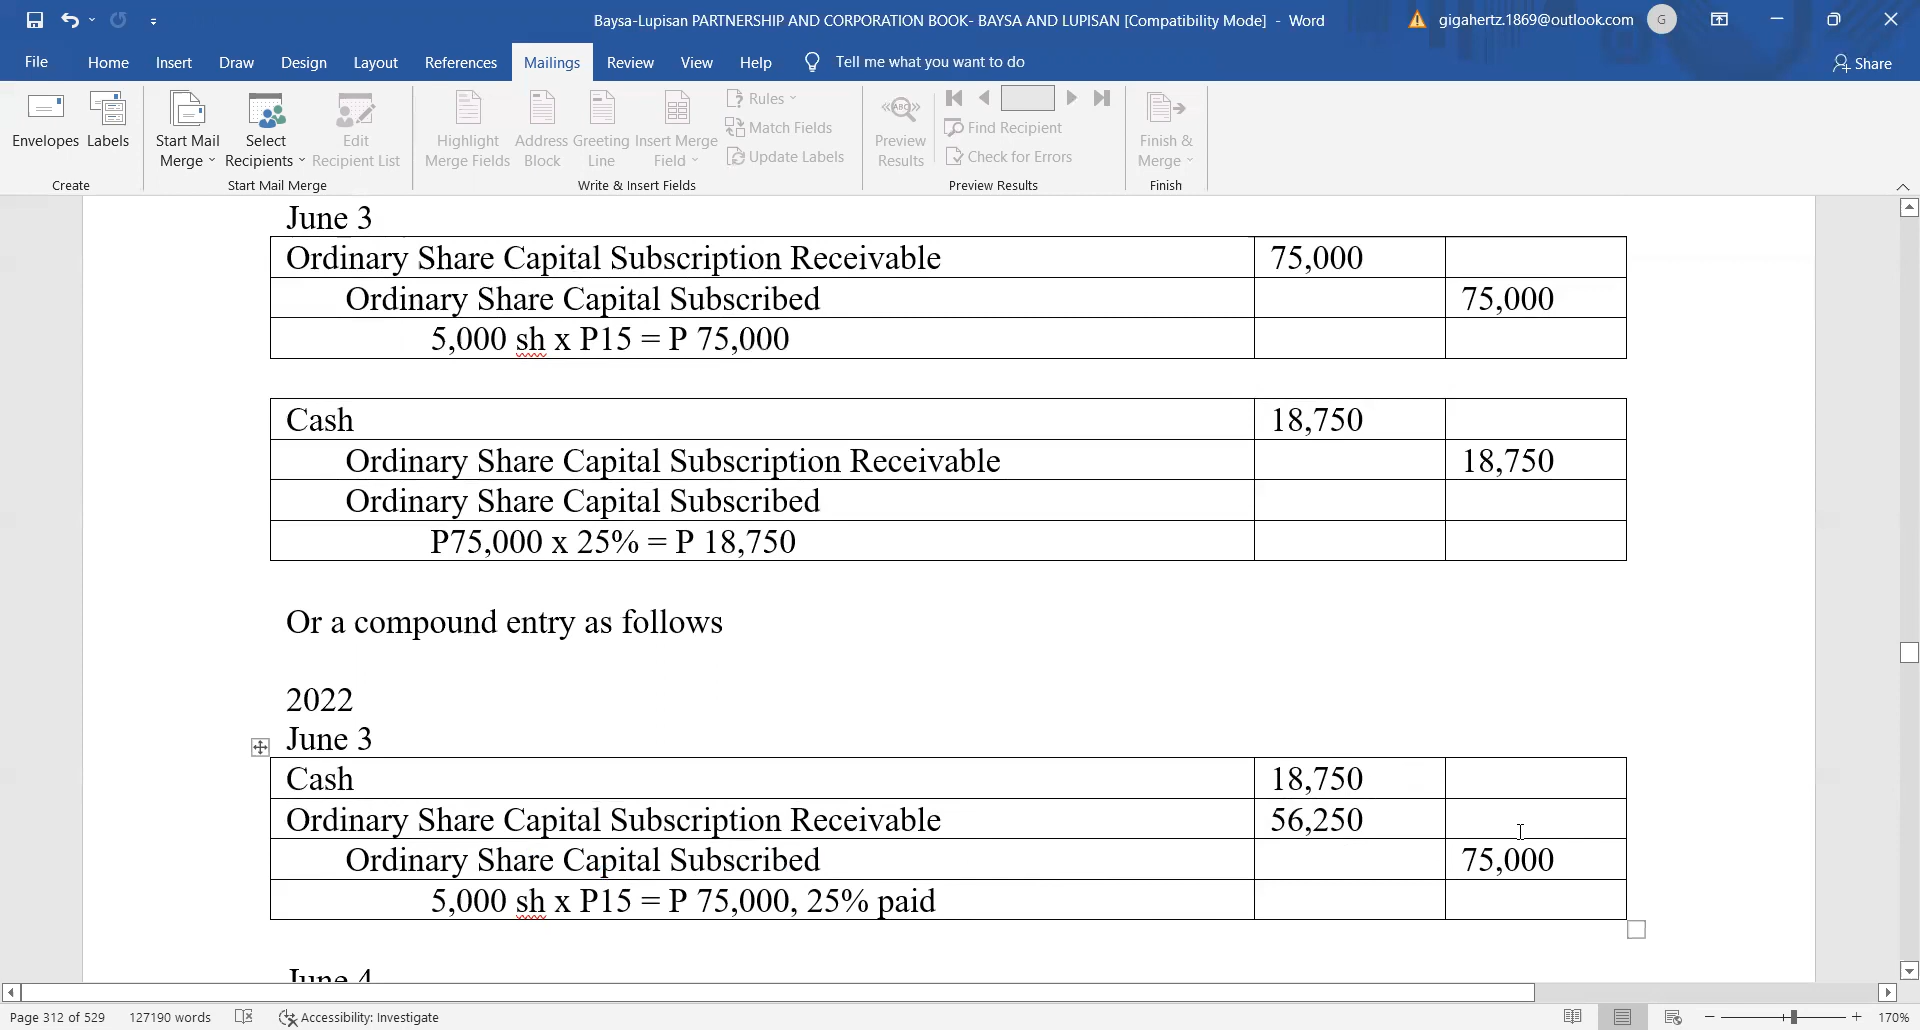 Baysa-Lupisan PARTNERSHIP AND CORPORATION BOOK- BAYSA AND LUPISAN [Compatibility Mode] - Word
gigahertz.1869@outlook.com G
File Home Insert Draw Design Layout References Mailings Review View Help Tell me what you want to do Share
Envelopes Labels
Create
Start Mail Merge
Select Recipients
Edit Recipient List
Start Mail Merge
Highlight Merge Fields
Address Block
Greeting Line
Insert Merge Field
Rules
Match Fields
Update Labels
Write & Insert Fields
ABC
Preview Results
Find Recipient
Check for Errors
Preview Results
Finish & Merge
Finish
June 3
Ordinary Share Capital Subscription Receivable 75,000
Ordinary Share Capital Subscribed 75,000
5,000 sh x P15 = P 75,000
Cash 18,750
Ordinary Share Capital Subscription Receivable 18,750
Ordinary Share Capital Subscribed
P75,000 x 25% = P 18,750
Or a compound entry as follows
2022
June 3
Cash 18,750
Ordinary Share Capital Subscription Receivable 56,250
Ordinary Share Capital Subscribed 75,000
5,000 sh x P15 = P 75,000, 25% paid
June 4
Page 312 of 529 127190 words Accessibility: Investigate 170%